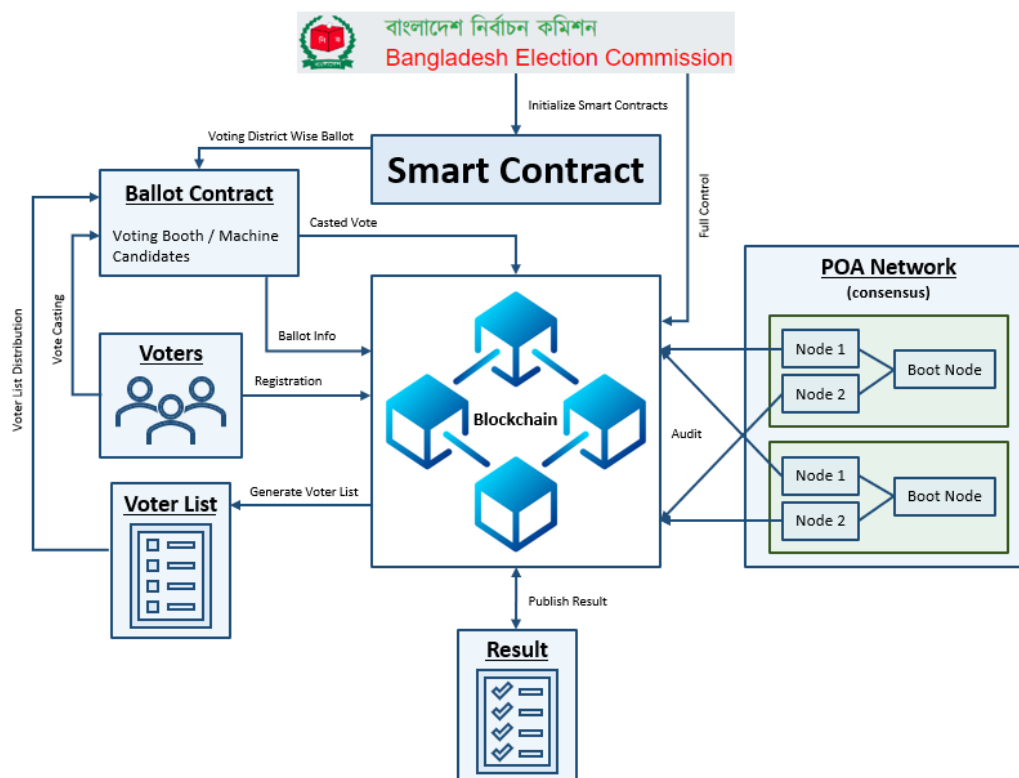 বাংলাদেশ নির্বাচন কমিশন
Bangladesh Election Commission
Initialize Smart Contracts
Voting District Wise Ballot
Smart Contract
Full Control
Ballot Contract
Voting Booth / Machine
Candidates
Casted Vote
POA Network
(consensus)
Voter List Distribution
Vote Casting
Ballot Info
Node 1
Boot Node
Node 2
Voters
Registration
Blockchain
Audit
Node 1
Boot Node
Node 2
Generate Voter List
Voter List
Publish Result
Result